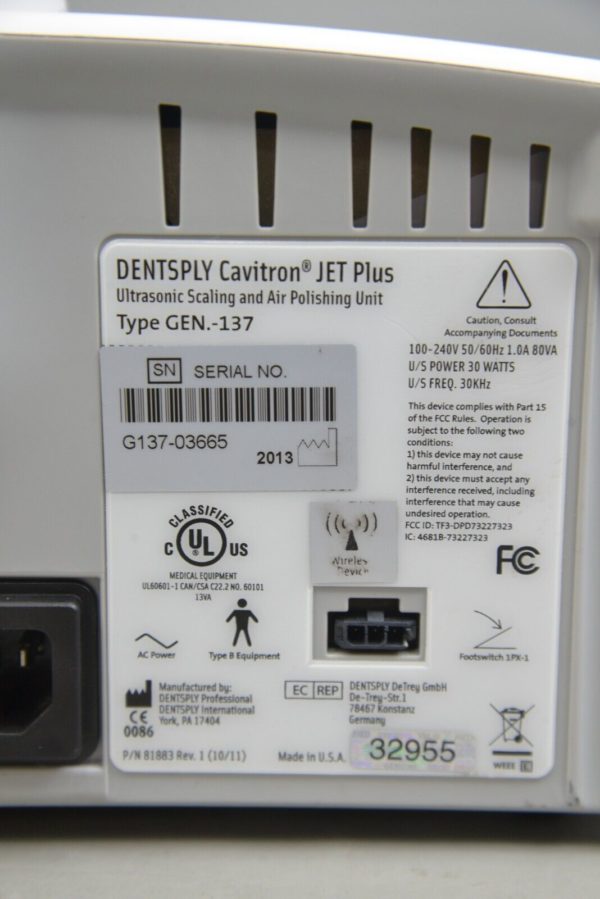 DENTSPLY Cavitron® JET Plus
Ultrasonic Scaling and Air Polishing Unit
Type GEN.-137
SN SERIAL NO.
G137-03665
2013
Caution, Consult
Accompanying Documents
100-240V 50/60Hz 1.0A 80VA
U/S POWER 30 WATTS
U/S FREQ. 30KHz
This device complies with Part 15
of the FCC Rules. Operation is
subject to the following two
conditions:
1) this device may not cause
harmful interference, and
2) this device must accept any
interference received, including
interference that may cause
undesired operation.
FCC ID: TF3-DPD73227323
IC: 4681B-73227323
FC
CLASSIFIED
C UL US
MEDICAL EQUIPMENT
UL60601-1 CAN/CSA C22.2 NO. 60101
13VA
Wireless
Device
AC Power
Type B Equipment
Footswitch IPX-1
Manufactured by:
DENTSPLY Professional
DENTSPLY International
York, PA 17404
CE
0086
EC REP
DENTSPLY DeTrey GmbH
De-Trey-Str.1
78467 Konstanz
Germany
P/N 81883 Rev. 1 (10/11)
Made in U.S.A.
32955
WEEE